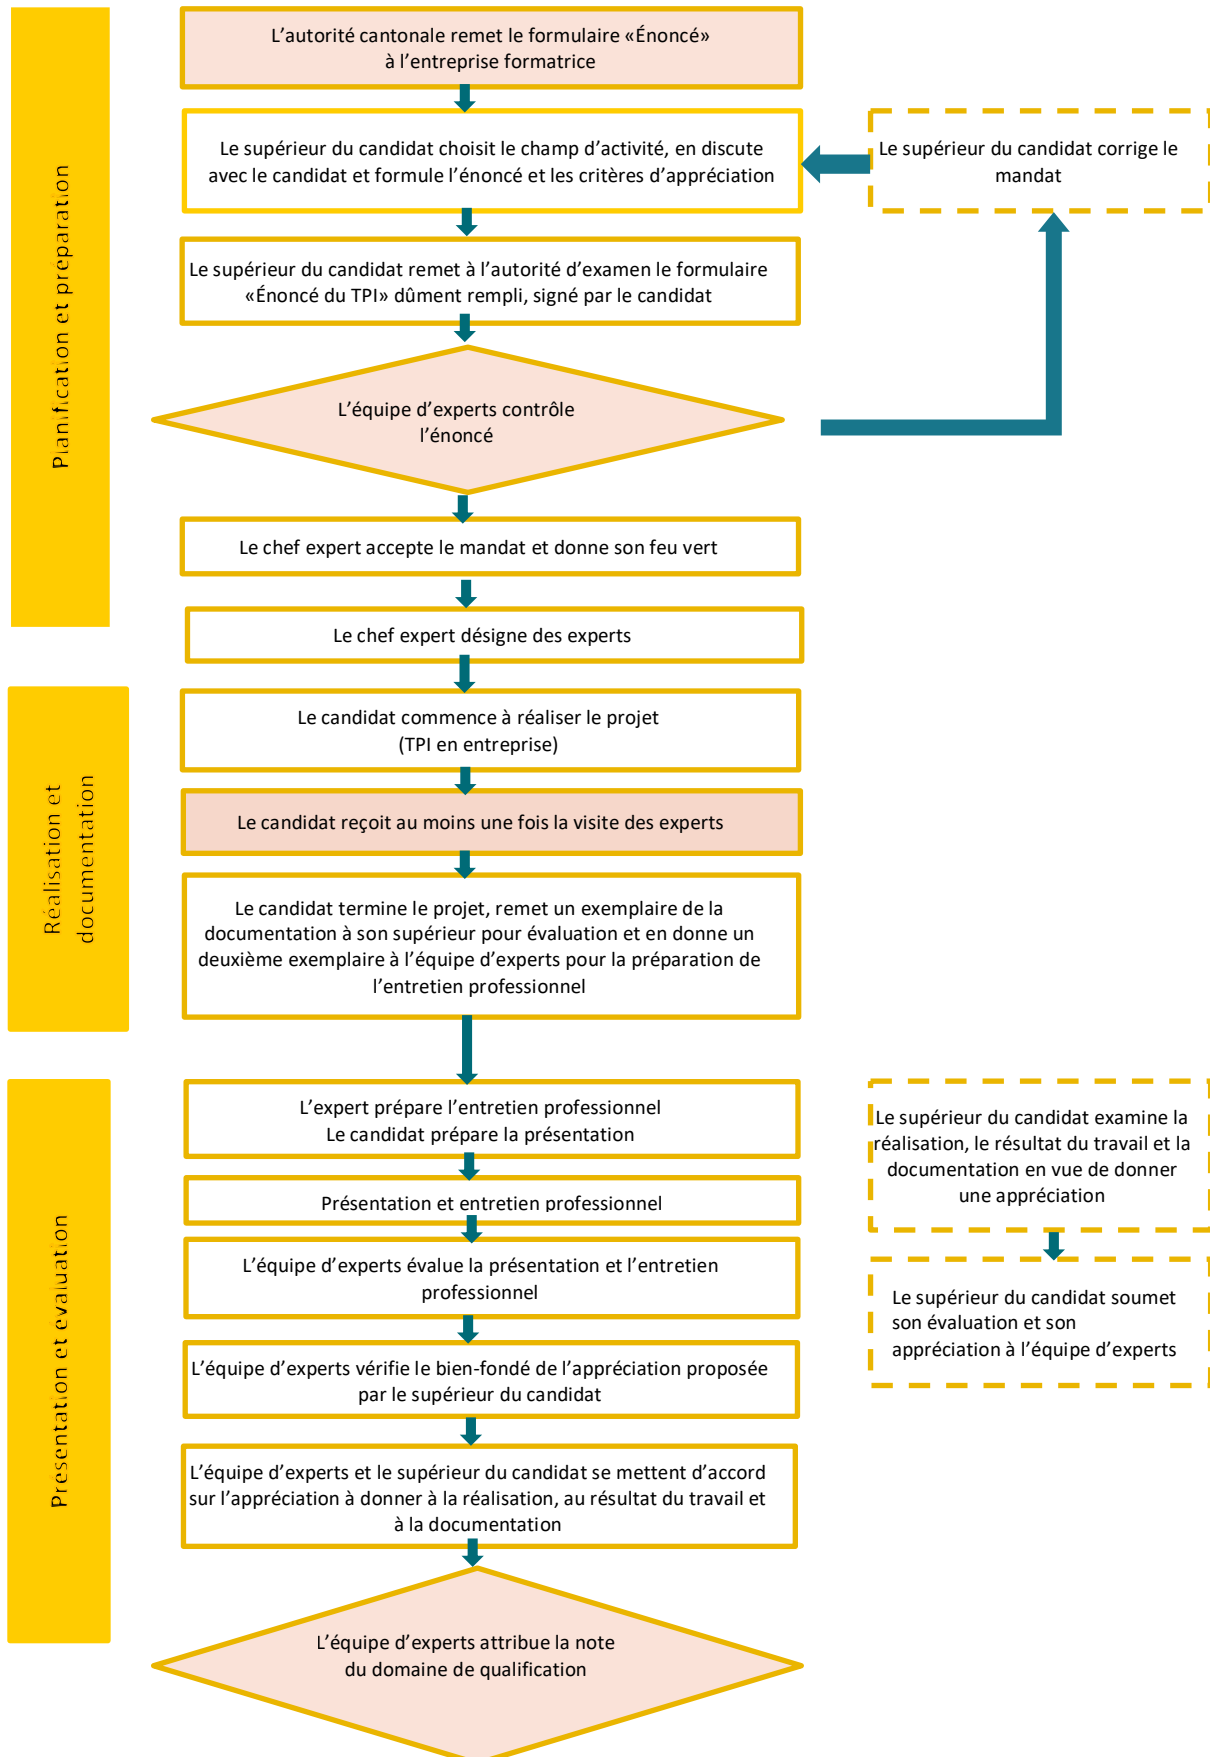 Planification et préparation
L’autorité cantonale remet le formulaire «Énoncé»
à l’entreprise formatrice
Le supérieur du candidat choisit le champ d’activité, en discute
avec le candidat et formule l’énoncé et les critères d’appréciation
Le supérieur du candidat corrige le
mandat
Le supérieur du candidat remet à l’autorité d’examen le formulaire
«Énoncé du TPI» dûment rempli, signé par le candidat
L’équipe d’experts contrôle
l’énoncé
Le chef expert accepte le mandat et donne son feu vert
Le chef expert désigne des experts
Réalisation et
documentation
Le candidat commence à réaliser le projet
(TPI en entreprise)
Le candidat reçoit au moins une fois la visite des experts
Le candidat termine le projet, remet un exemplaire de la
documentation à son supérieur pour évaluation et en donne un
deuxième exemplaire à l’équipe d’experts pour la préparation de
l’entretien professionnel
Présentation et évaluation
L’expert prépare l’entretien professionnel
Le candidat prépare la présentation
Le supérieur du candidat examine la
réalisation, le résultat du travail et la
documentation en vue de donner
une appréciation
Présentation et entretien professionnel
L’équipe d’experts évalue la présentation et l’entretien
professionnel
Le supérieur du candidat soumet
son évaluation et son
appréciation à l’équipe d’experts
L’équipe d’experts vérifie le bien-fondé de l’appréciation proposée
par le supérieur du candidat
L’équipe d’experts et le supérieur du candidat se mettent d’accord
sur l’appréciation à donner à la réalisation, au résultat du travail et
à la documentation
L’équipe d’experts attribue la note
du domaine de qualification